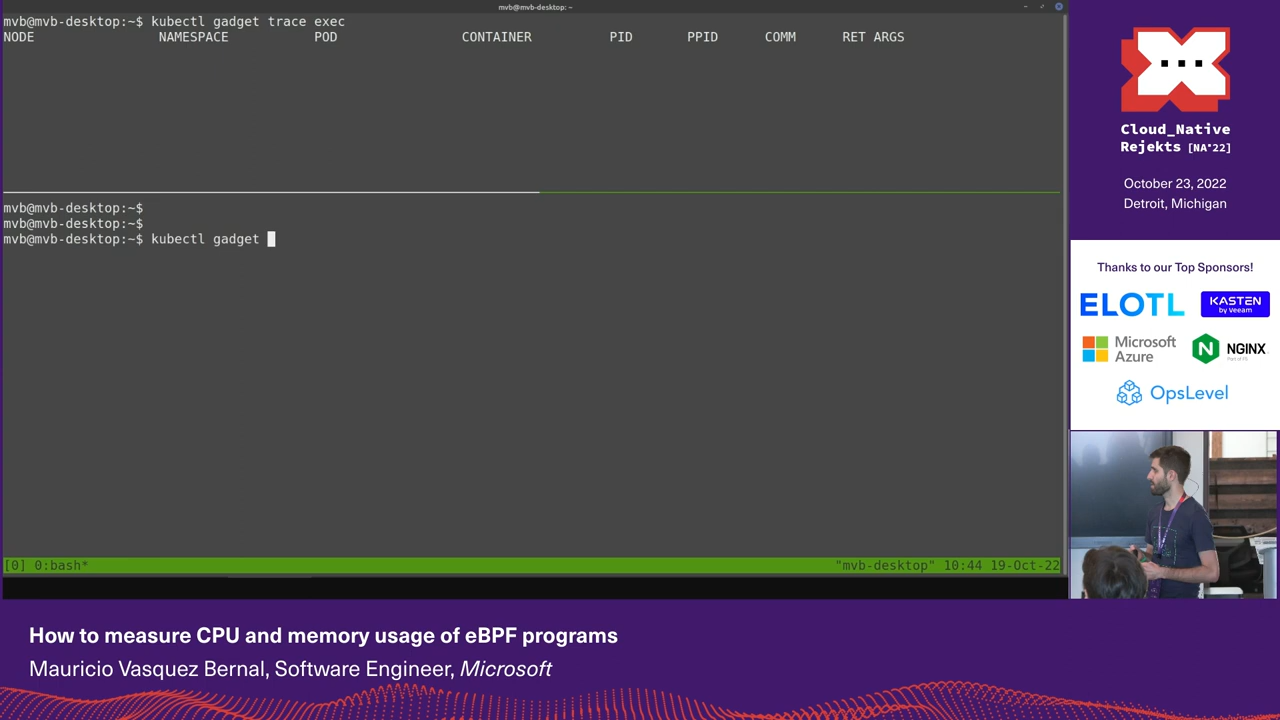 mvb@mvb-desktop:~
mvb@mvb-desktop:~$ kubectl gadget trace exec
NODE NAMESPACE POD CONTAINER PID PPID COMM RET ARGS
mvb@mvb-desktop:~$
mvb@mvb-desktop:~$
mvb@mvb-desktop:~$ kubectl gadget
[0] 0:bash* "mvb-desktop" 10:44 19-Oct-22
Cloud_Native
Rejekts [NA'22]
October 23, 2022
Detroit, Michigan
Thanks to our Top Sponsors!
ELOTL
KASTEN
by Veeam
Microsoft
Azure
N
NGINX
Part of F5
OpsLevel
How to measure CPU and memory usage of eBPF programs
Mauricio Vasquez Bernal, Software Engineer, Microsoft